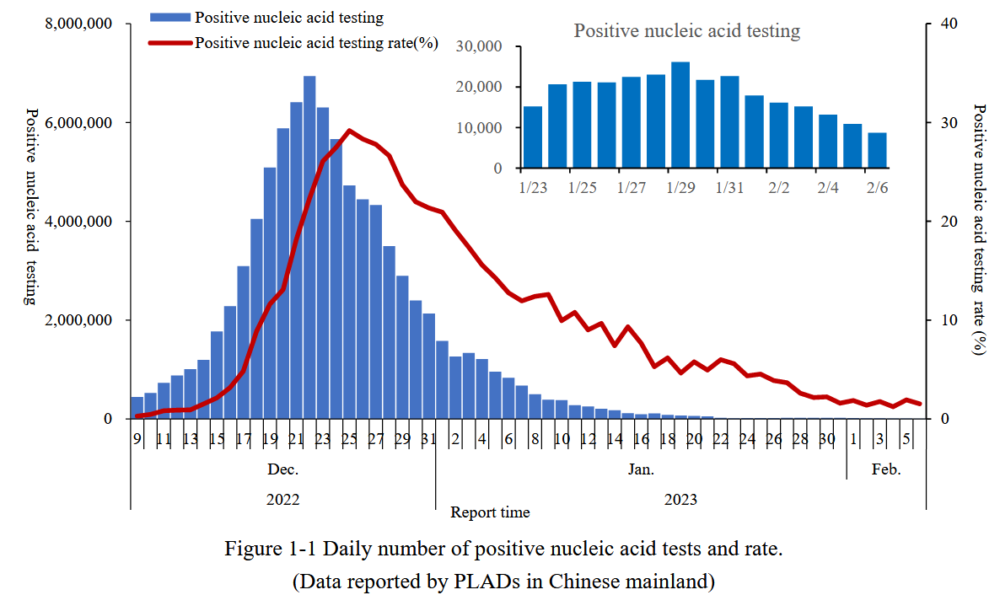 Positive nucleic acid testing
Positive nucleic acid testing rate(%)
Positive nucleic acid testing
30,000
20,000
10,000
0
1/23 1/25 1/27 1/29 1/31 2/2 2/4 2/6
8,000,000
6,000,000
4,000,000
2,000,000
0
Positive nucleic acid testing
40
30
20
10
0
Positive nucleic acid testing rate (%)
9 11 13 15 17 19 21 23 25 27 29 31 2 4 6 8 10 12 14 16 18 20 22 24 26 28 30 1 3 5
Dec. Jan. Feb.
2022 2023
Report time
Figure 1-1 Daily number of positive nucleic acid tests and rate.
(Data reported by PLADs in Chinese mainland)